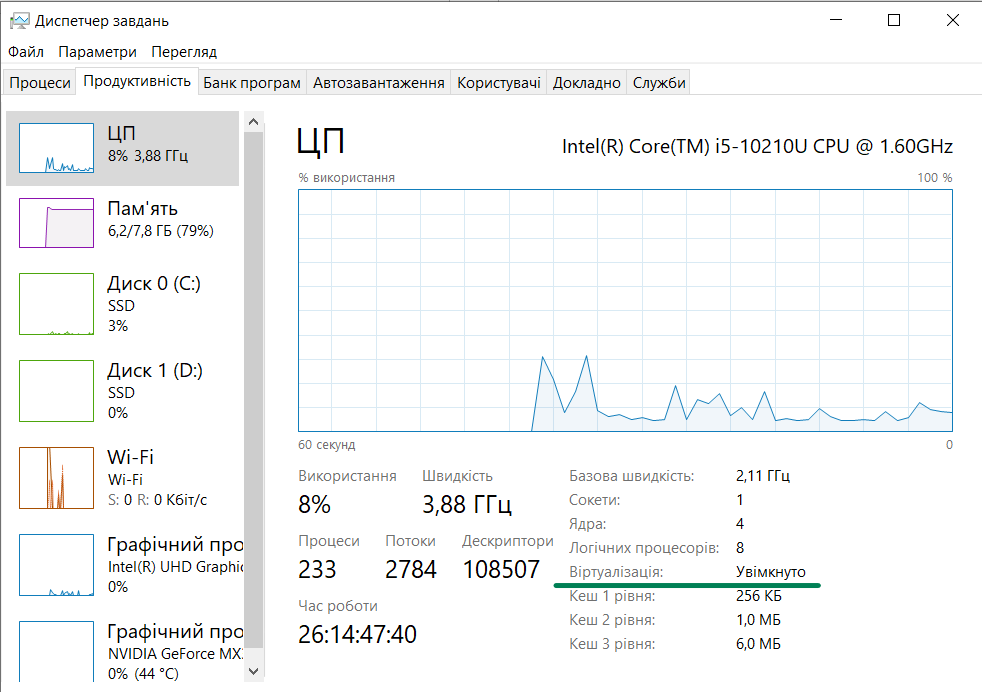 Диспетчер завдань
Файл Параметри Перегляд
Процеси Продуктивність Банк програм Автозавантаження Користувачі Докладно Служби
ЦП
8% 3,88 ГГц
Пам'ять
6,2/7,8 ГБ (79%)
Диск 0 (C:)
SSD
3%
Диск 1 (D:)
SSD
0%
Wi-Fi
Wi-Fi
S: 0 R: 0 Кбіт/с
Графічний про
Intel(R) UHD Graphic
0%
Графічний про
NVIDIA GeForce MX
0% (44 °C)
ЦП
Intel(R) Core(TM) i5-10210U CPU @ 1.60GHz
% використання 100 %
60 секунд 0
Використання Швидкість
8% 3,88 ГГц
Процеси Потоки Дескриптори
233 2784 108507
Час роботи
26:14:47:40
Базова швидкість: 2,11 ГГц
Сокети: 1
Ядра: 4
Логічних процесорів: 8
Віртуалізація: Увімкнуто
Кеш 1 рівня: 256 КБ
Кеш 2 рівня: 1,0 МБ
Кеш 3 рівня: 6,0 МБ